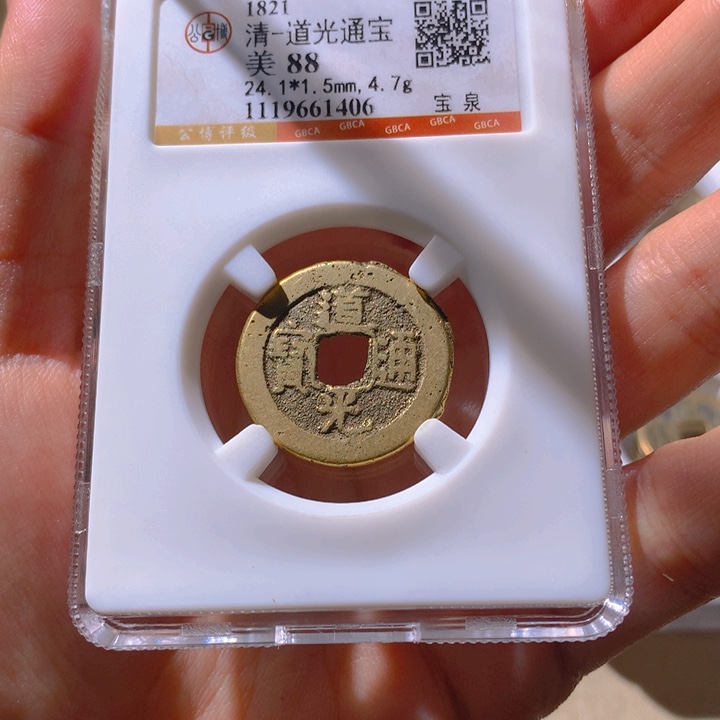 1821
清-道光通宝
美 88
24.1*1.5mm, 4.7g
1119661406 宝泉
公博评级 GBCA GBCA GBCA GBCA GBCA
道
寳 通
光